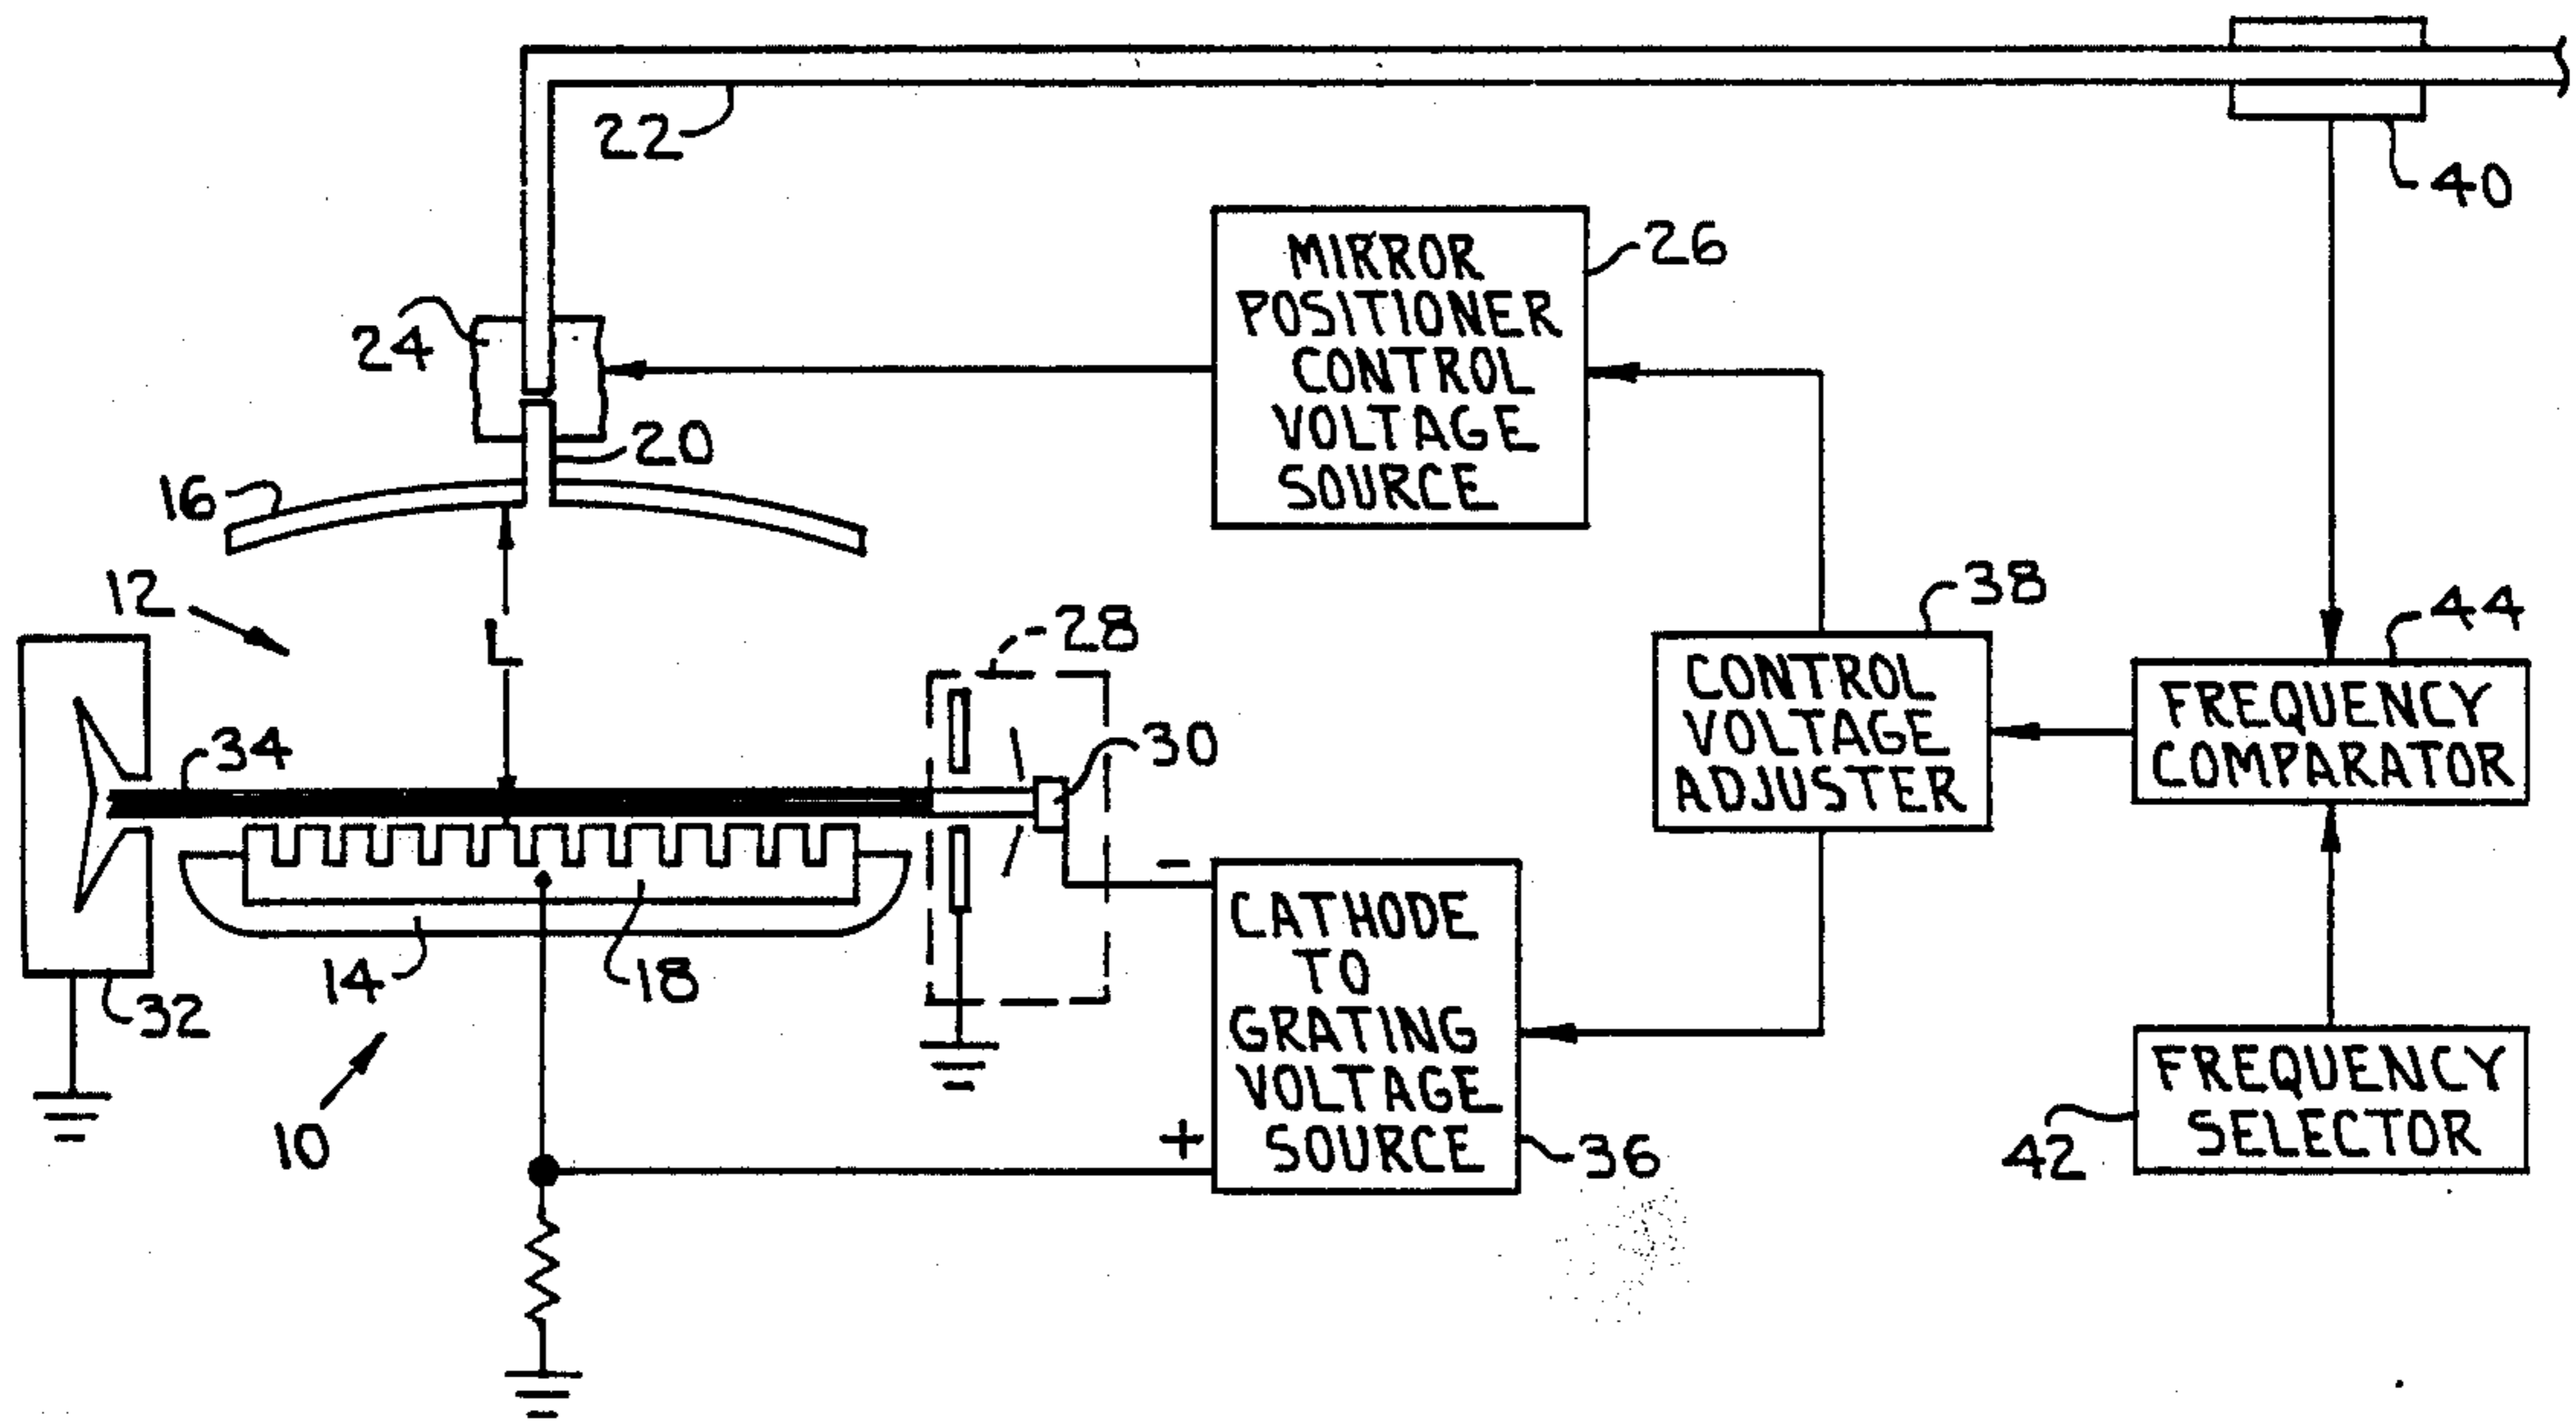 22
40
MIRROR
POSITIONER
CONTROL
VOLTAGE
SOURCE
26
24
20
16
12
L
28
38
44
34
30
CONTROL
VOLTAGE
ADJUSTER
FREQUENCY
COMPARATOR
-
CATHODE
TO
GRATING
VOLTAGE
SOURCE
14
18
32
10
+
36
FREQUENCY
SELECTOR
42